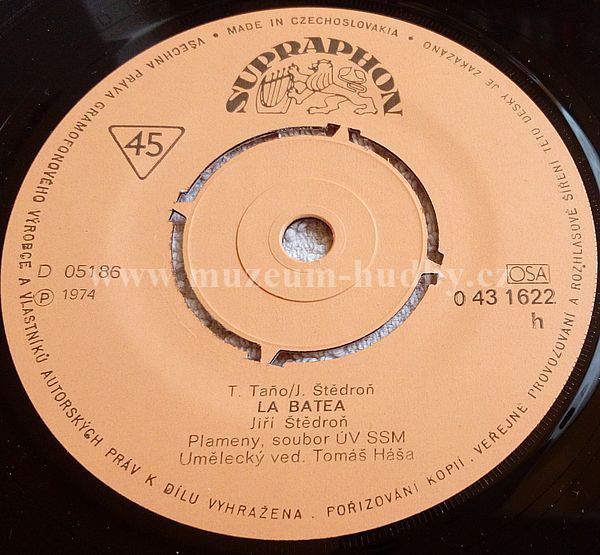 VŠECHNA PRÁVA GRAMOFONOVÉHO VÝROBCE A VLASTNÍKŮ AUTORSKÝCH PRÁV K DÍLU VYHRAŽENA . POŘIZOVÁNÍ KOPIÍ . VEŘEJNÉ PROVOZOVÁNÍ A ROZHLASOVÉ ŠÍŘENÍ TÉTO DESKY JE ZAKÁZÁNO
MADE IN CZECHOSLOVAKIA
SUPRAPHON
45
D 05186
P 1974
www.muzeum-hudby.cz
OSA
0 43 1622
h
T. Taño/J. Štědroň
LA BATEA
Jiří Štědroň
Plameny, soubor ÚV SSM
Umělecký ved. Tomáš Háša